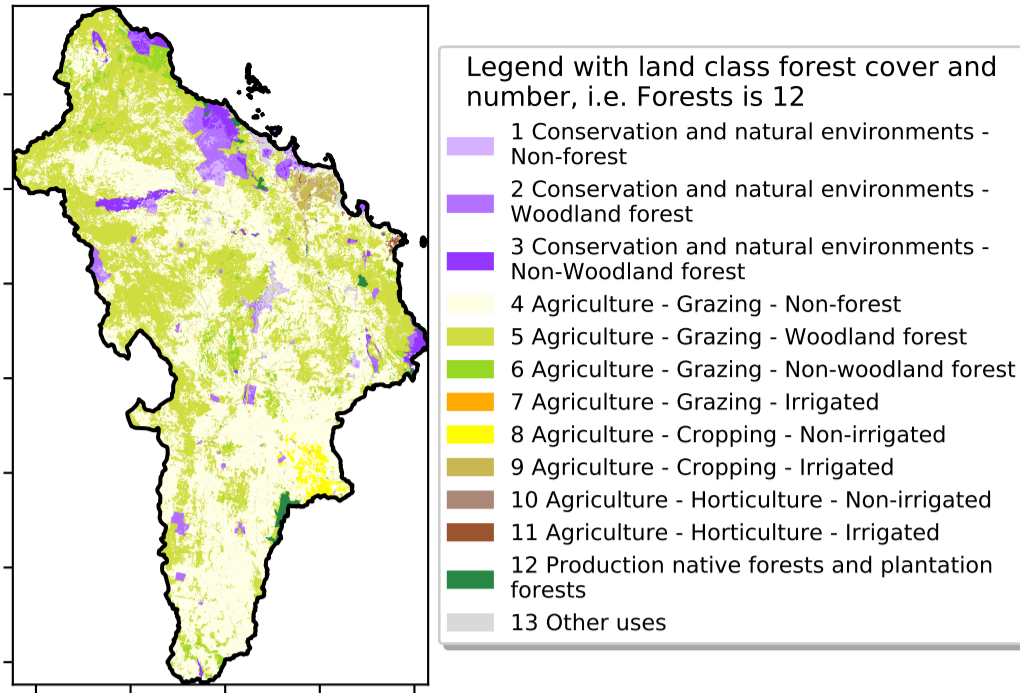 Legend with land class forest cover and
number, i.e. Forests is 12
1 Conservation and natural environments -
Non-forest
2 Conservation and natural environments -
Woodland forest
3 Conservation and natural environments -
Non-Woodland forest
4 Agriculture - Grazing - Non-forest
5 Agriculture - Grazing - Woodland forest
6 Agriculture - Grazing - Non-woodland forest
7 Agriculture - Grazing - Irrigated
8 Agriculture - Cropping - Non-irrigated
9 Agriculture - Cropping - Irrigated
10 Agriculture - Horticulture - Non-irrigated
11 Agriculture - Horticulture - Irrigated
12 Production native forests and plantation
forests
13 Other uses